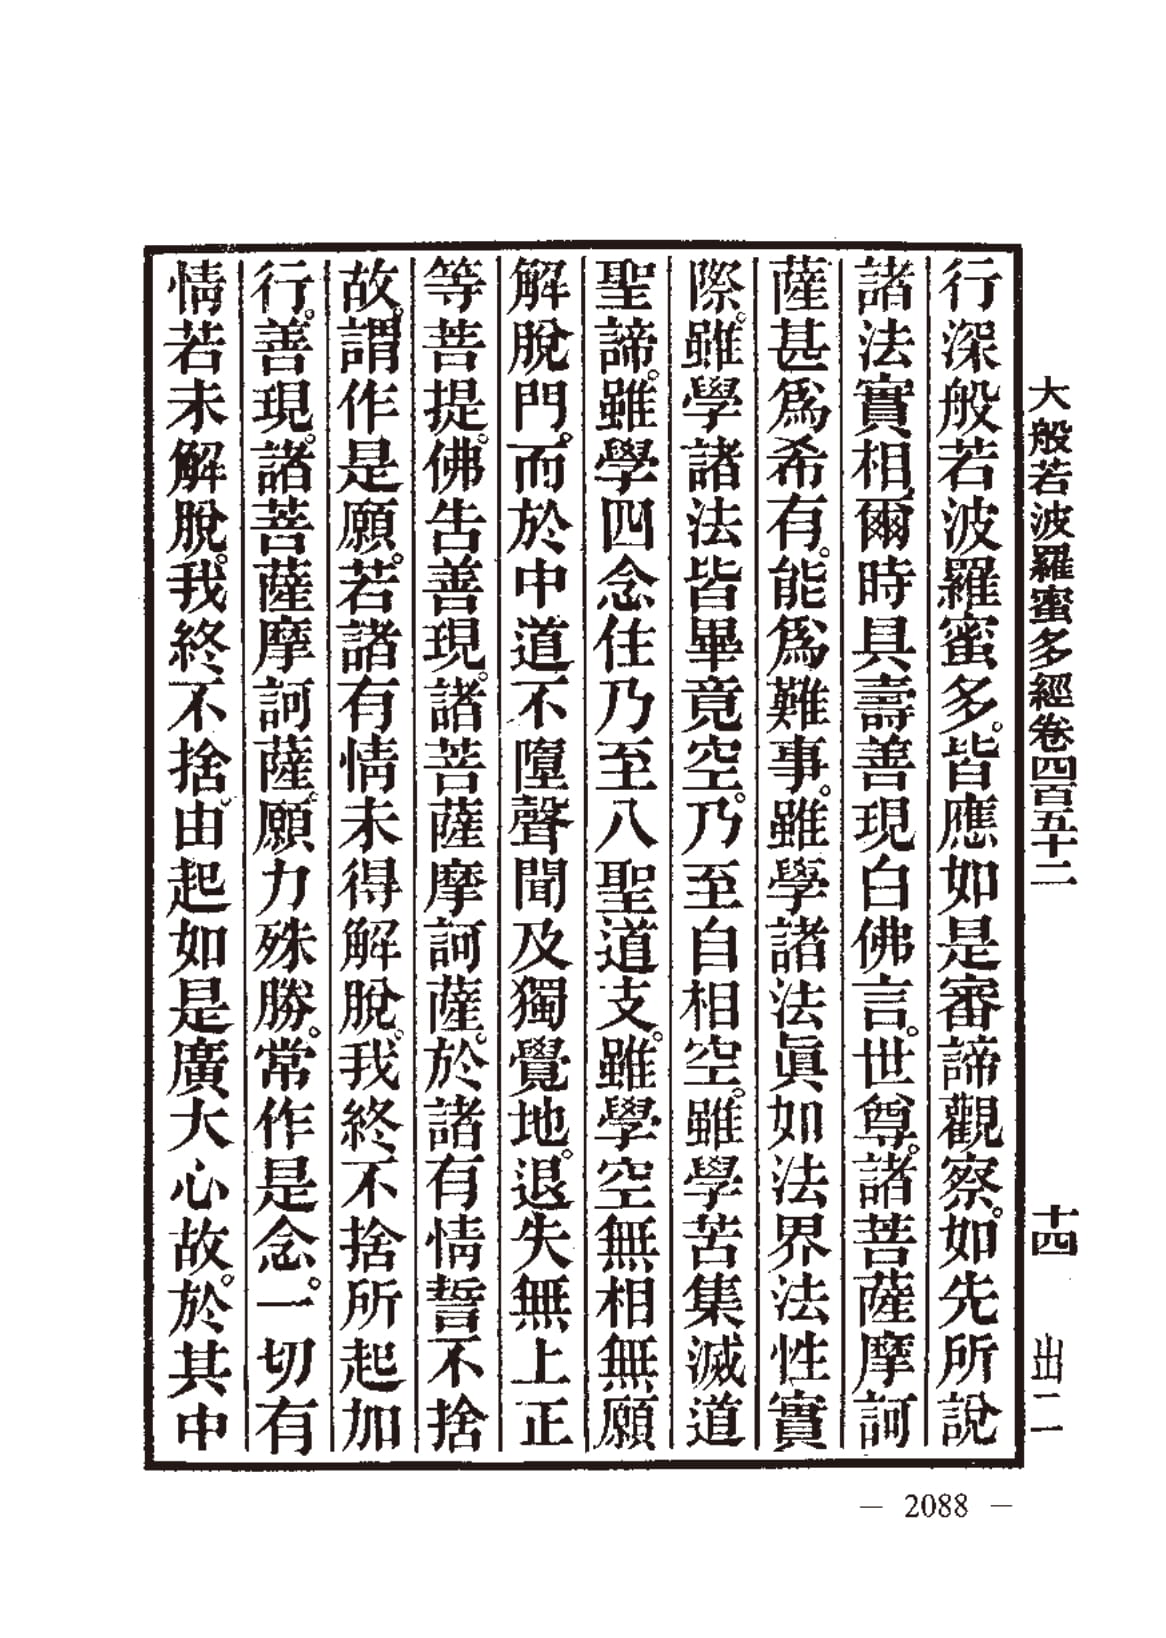 大般若波羅蜜多經卷四百五十二　十四　出二
行深般若波羅蜜多。皆應如是審諦觀察。如先所說
諸法實相。爾時具壽善現白佛言。世尊。諸菩薩摩訶
薩甚爲希有。能爲難事。雖學諸法眞如法界法性實
際。雖學諸法皆畢竟空。乃至自相空。雖學苦集滅道
聖諦。雖學四念住乃至八聖道支。雖學空無相無願
解脫門。而於中道不墮聲聞及獨覺地。退失無上正
等菩提。佛告善現。諸菩薩摩訶薩。於諸有情誓不捨
故。謂作是願。若諸有情未得解脫。我終不捨所起加
行。善現。諸菩薩摩訶薩。願力殊勝。常作是念。一切有
情若未解脫。我終不捨。由起如是廣大心故。於其中
— 2088 —